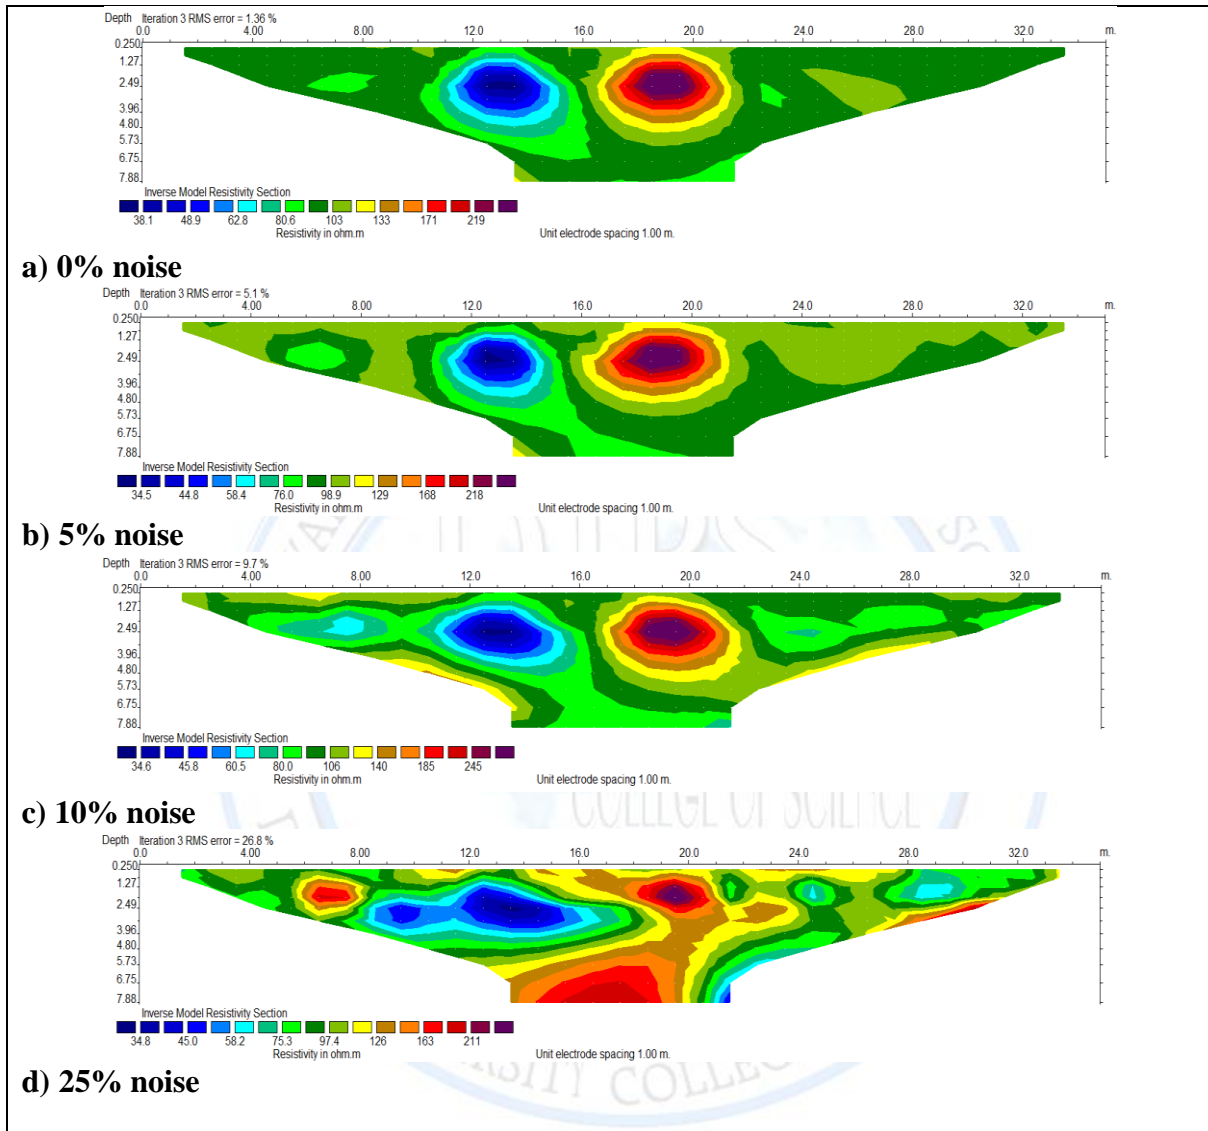 Depth Iteration 3 RMS error = 1.36 %
0.0 4.00 8.00 12.0 16.0 20.0 24.0 28.0 32.0 m.
0.250
1.27
2.49
3.96
4.80
5.73
6.75
7.88
Inverse Model Resistivity Section
38.1 48.9 62.8 80.6 103 133 171 219
Resistivity in ohm.m Unit electrode spacing 1.00 m.
a) 0% noise
Depth Iteration 3 RMS error = 5.1 %
0.0 4.00 8.00 12.0 16.0 20.0 24.0 28.0 32.0 m.
0.250
1.27
2.49
3.96
4.80
5.73
6.75
7.88
Inverse Model Resistivity Section
34.5 44.8 58.4 76.0 98.9 129 168 218
Resistivity in ohm.m Unit electrode spacing 1.00 m.
b) 5% noise
Depth Iteration 3 RMS error = 9.7 %
0.0 4.00 8.00 12.0 16.0 20.0 24.0 28.0 32.0 m.
0.250
1.27
2.49
3.96
4.80
5.73
6.75
7.88
Inverse Model Resistivity Section
34.6 45.8 60.5 80.0 106 140 185 245
Resistivity in ohm.m Unit electrode spacing 1.00 m.
COLLEGE OF SCIENCE
c) 10% noise
Depth Iteration 3 RMS error = 26.8 %
0.0 4.00 8.00 12.0 16.0 20.0 24.0 28.0 32.0 m.
0.250
1.27
2.49
3.96
4.80
5.73
6.75
7.88
Inverse Model Resistivity Section
34.8 45.0 58.2 75.3 97.4 126 163 211
Resistivity in ohm.m Unit electrode spacing 1.00 m.
d) 25% noise